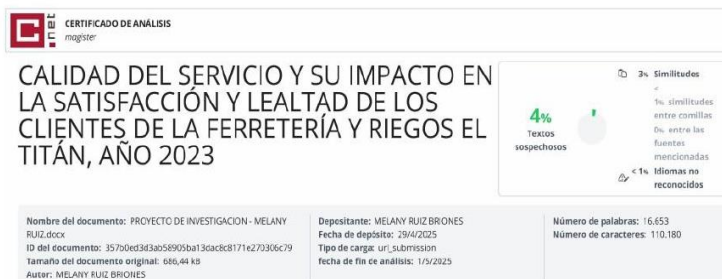 C.net
CERTIFICADO DE ANÁLISIS
magister
CALIDAD DEL SERVICIO Y SU IMPACTO EN
LA SATISFACCIÓN Y LEALTAD DE LOS
CLIENTES DE LA FERRETERÍA Y RIEGOS EL
TITÁN, AÑO 2023
4%
Textos
sospechosos
3% Similitudes
<
1% similitudes
entre comillas
0% entre las
fuentes
mencionadas
< 1% Idiomas no
reconocidos
Nombre del documento: PROYECTO DE INVESTIGACION - MELANY
RUIZ.docx
ID del documento: 357b0ed3d3ab58905ba13dac8c8171e270306c79
Tamaño del documento original: 686,44 kB
Autor: MELANY RUIZ BRIONES
Depositante: MELANY RUIZ BRIONES
Fecha de depósito: 29/4/2025
Tipo de carga: url_submission
fecha de fin de análisis: 1/5/2025
Número de palabras: 16.653
Número de caracteres: 110.180